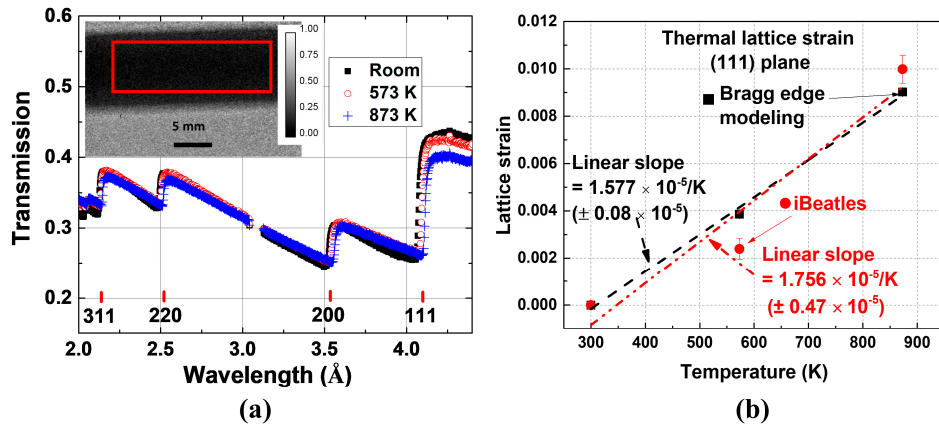 (a)
0.6
0.5
0.4
0.3
0.2
Transmission
1.00
0.75
0.50
0.25
0.00
5 mm
Room
573 K
873 K
311
220
200
111
2.0
2.5
3.0
3.5
4.0
Wavelength (Å)
(a)
(b)
0.012
0.010
0.008
0.006
0.004
0.002
0.000
Lattice strain
Thermal lattice strain
(111) plane
Bragg edge
modeling
Linear slope
= 1.577 × 10⁻⁵/K
(± 0.08 × 10⁻⁵)
iBeatles
Linear slope
= 1.756 × 10⁻⁵/K
(± 0.47 × 10⁻⁵)
300
400
500
600
700
800
900
Temperature (K)
(b)